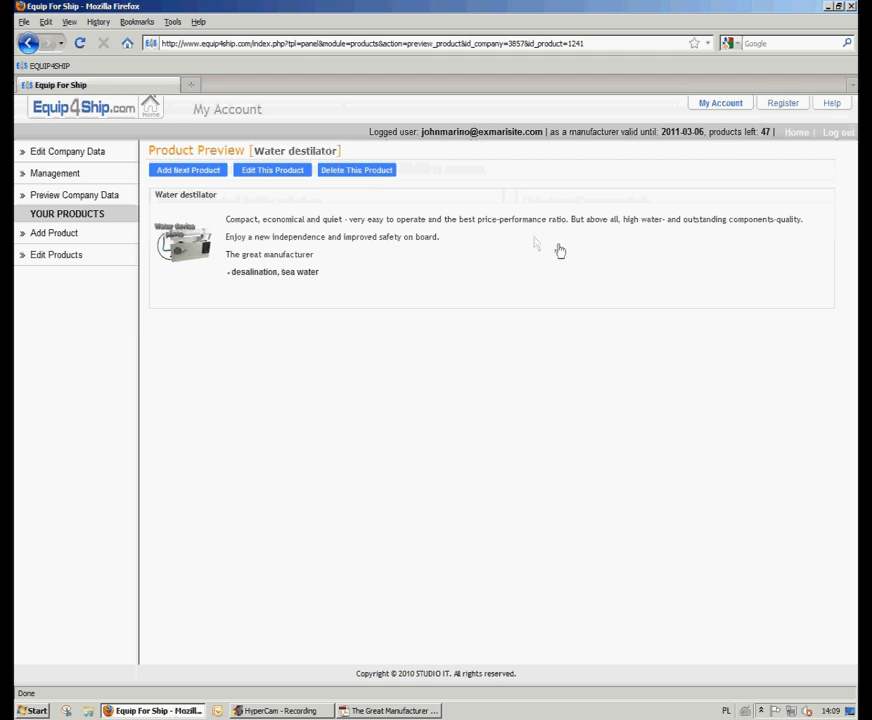 Equip For Ship - Mozilla Firefox
File Edit View History Bookmarks Tools Help
http://www.equip4ship.com/index.php?tpl=panel&module=products&action=preview_product&id_company=3857&id_product=1241
Google
EQUIP4SHIP
Equip For Ship
Equip4Ship.com Home My Account
My Account Register Help
Logged user: johnmarino@exmarisite.com | as a manufacturer valid until: 2011-03-06, products left: 47 | Home | Log out
Edit Company Data
Management
Preview Company Data
YOUR PRODUCTS
Add Product
Edit Products
Product Preview [Water destilator]
Add Next Product Edit This Product Delete This Product
Water destilator
Compact, economical and quiet - very easy to operate and the best price-performance ratio. But above all, high water- and outstanding components-quality.
Enjoy a new independence and improved safety on board.
The great manufacturer
- desalination, sea water
Copyright © 2010 STUDIO IT. All rights reserved.
Done
Start Equip For Ship - Mozill... HyperCam - Recording The Great Manufacturer ... PL 14:09